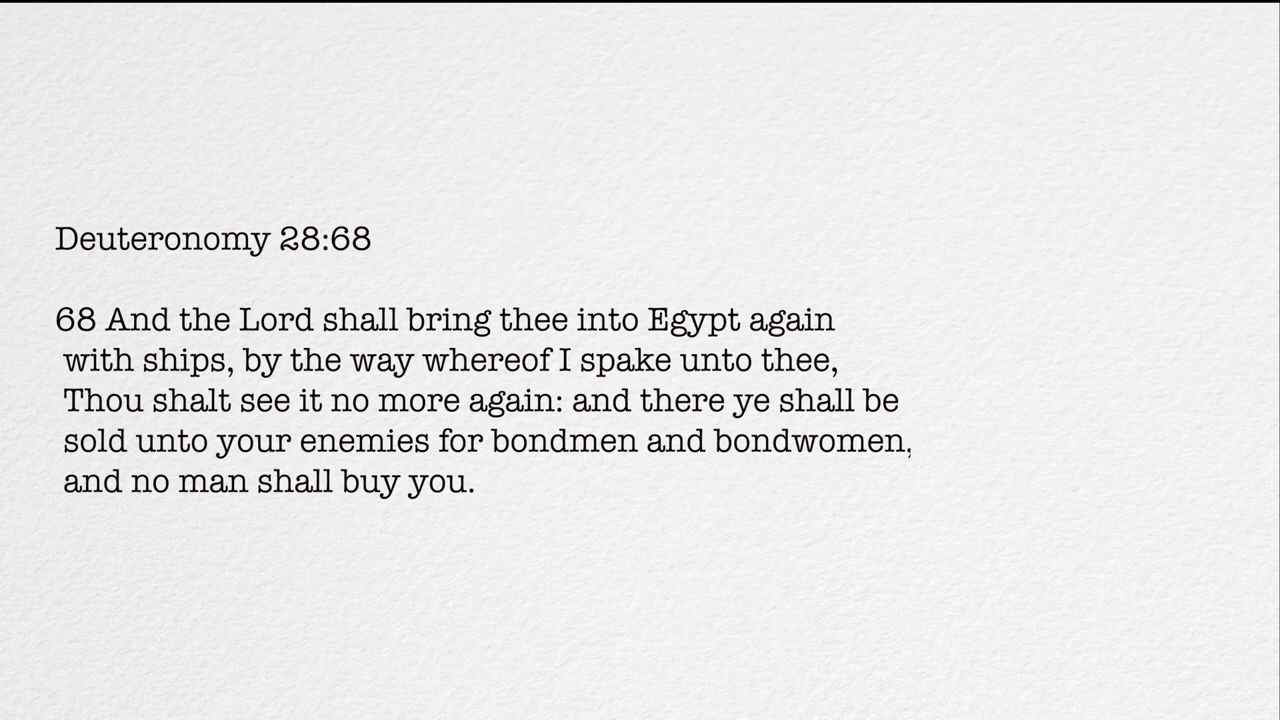 Deuteronomy 28:68
68 And the Lord shall bring thee into Egypt again
with ships, by the way whereof I spake unto thee,
Thou shalt see it no more again: and there ye shall be
sold unto your enemies for bondmen and bondwomen,
and no man shall buy you.